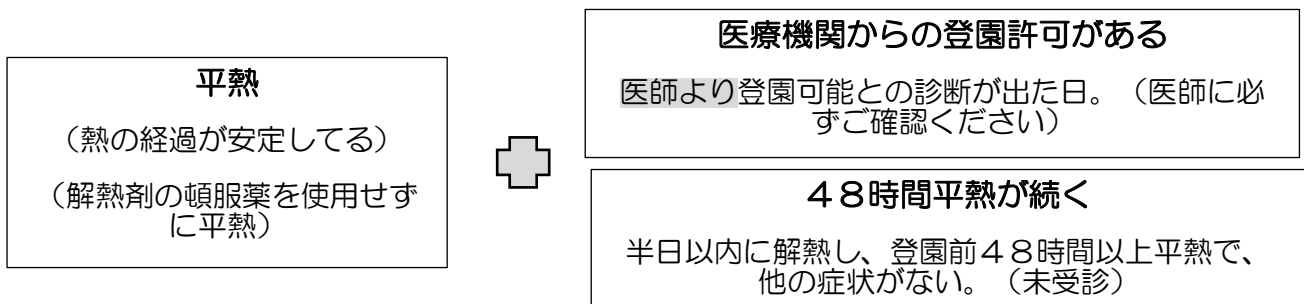 平熱
（熱の経過が安定してる）
（解熱剤の頓服薬を使用せず
に平熱）
医療機関からの登園許可がある
医師より登園可能との診断が出た日。（医師に必
ずご確認ください）
４８時間平熱が続く
半日以内に解熱し、登園前４８時間以上平熱で、
他の症状がない。（未受診）